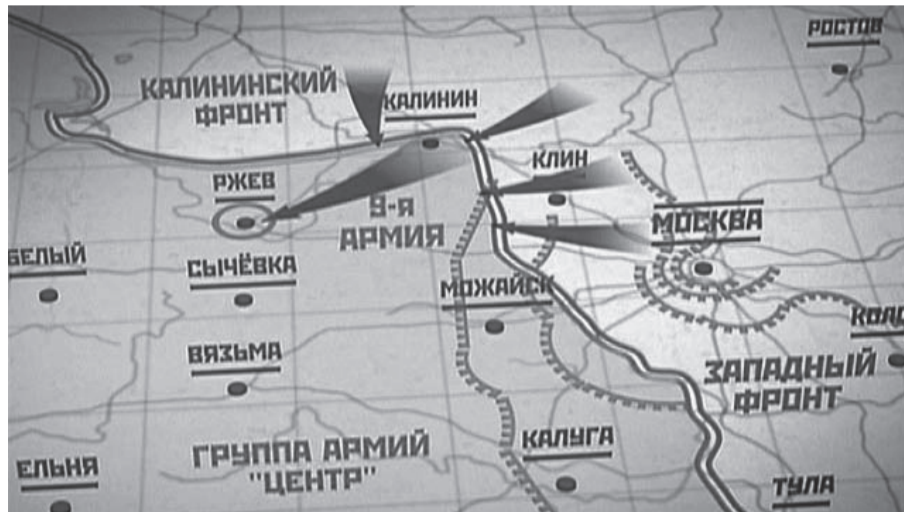 РОСТОВ
КАЛИНИНСКИЙ
ФРОНТ
КАЛИНИН
КЛИН
РЖЕВ
9-я
АРМИЯ
МОСКВА
БЕЛЫЙ
СЫЧЁВКА
МОЖАЙСК
КОЛО
ВЯЗЬМА
ЗАПАДНЫЙ
ФРОНТ
ГРУППА АРМИЙ
"ЦЕНТР"
КАЛУГА
ЕЛЬНЯ
ТУЛА